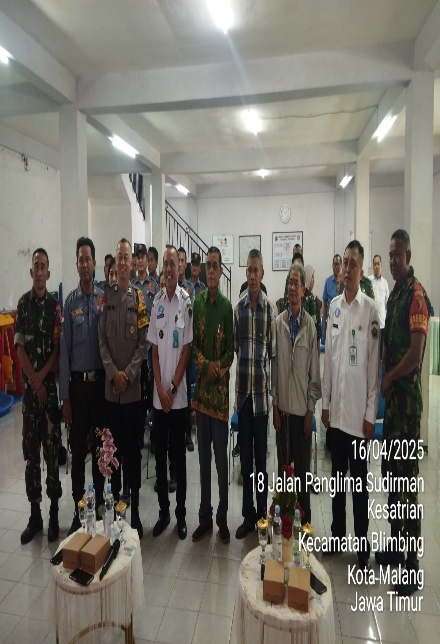 16/04/2025
18 Jalan Panglima Sudirman
Kesatrian
Kecamatan Blimbing
Kota Malang
Jawa Timur